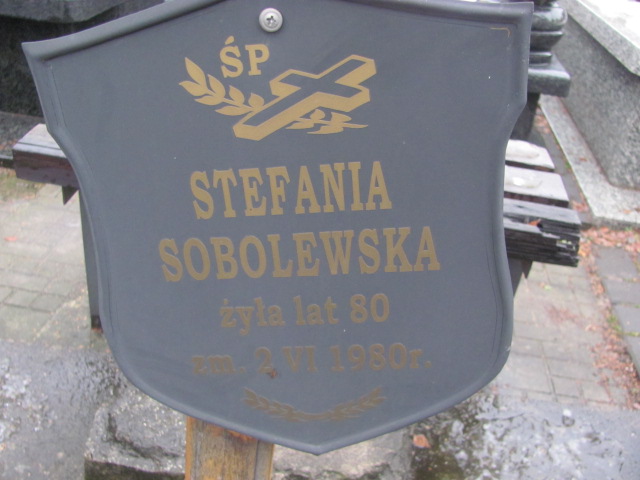 ŚP
STEFANIA
SOBOLEWSKA
żyła lat 80
zm. 2 VI 1980r.